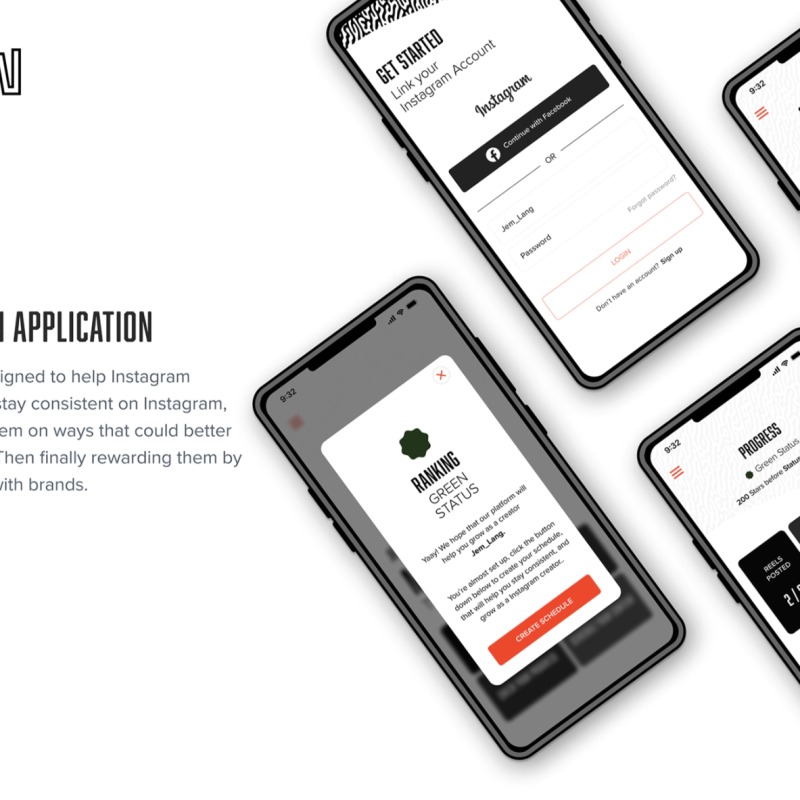 N
APPLICATION
igned to help Instagram
stay consistent on Instagram,
em on ways that could better
Then finally rewarding them by
with brands.
GET STARTED
Link your
Instagram Account
Instagram
Continue with Facebook
OR
Jem_Lang
Forgot password?
Password
LOGIN
Don't have an account? Sign up
9:32
RANKING
GREEN
STATUS
Yaay! We hope that our platform will
help you grow as a creator
Jem_Lang.
You're almost set up, click the button
down below to create your schedule,
that will help you stay consistent, and
grow as a Instagram creator.
CREATE SCHEDULE
9:32
9:32
PROGRESS
Green Status
200 Stars before Statu
REELS
POSTED
2/